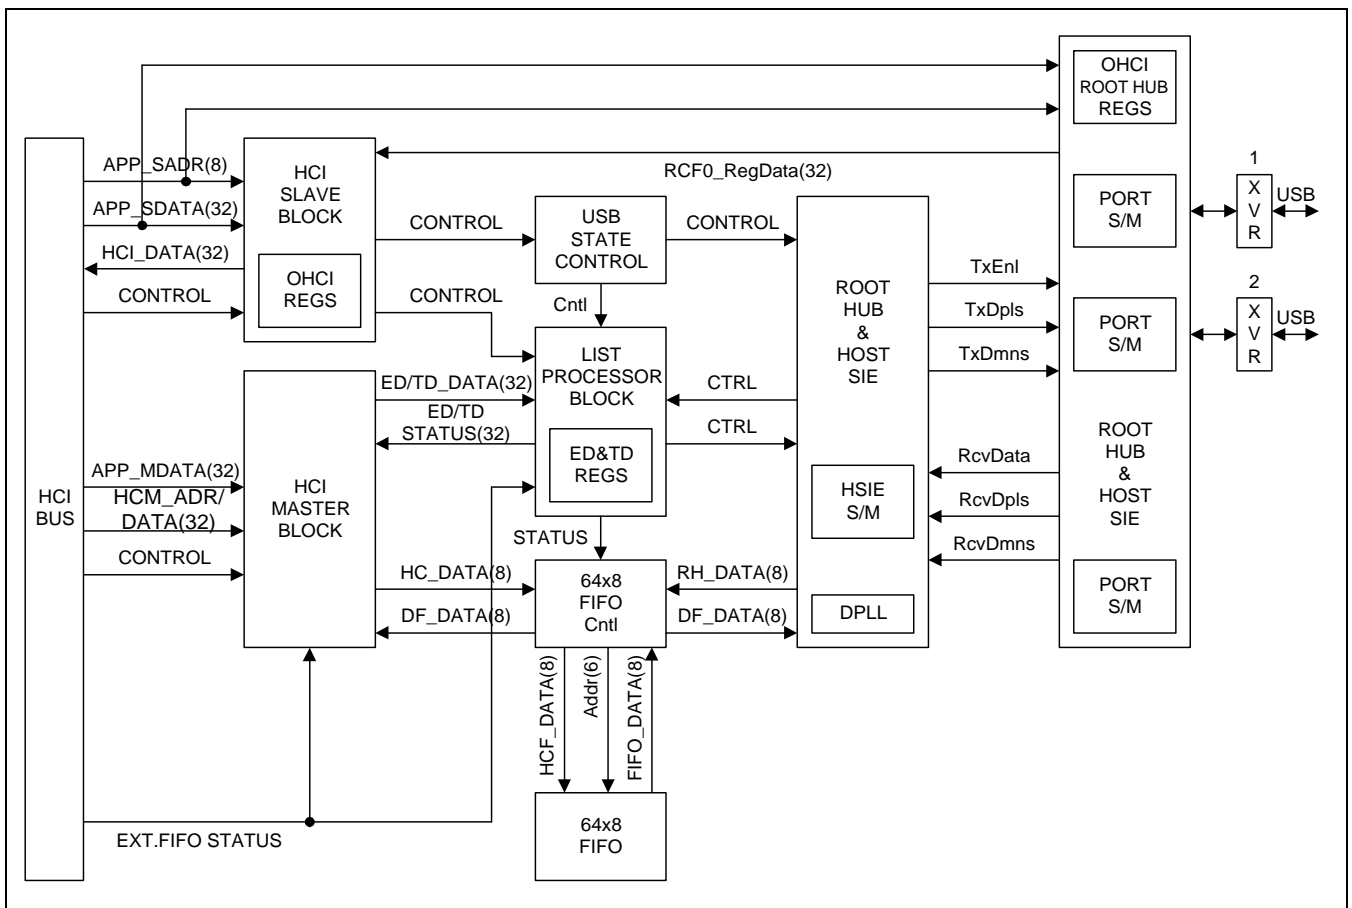 OHCI
ROOT HUB
REGS
APP_SADR(8)
HCI
SLAVE
BLOCK
RCF0_RegData(32)
1
X
V
R
USB
PORT
S/M
APP_SDATA(32)
CONTROL
USB
STATE
CONTROL
CONTROL
HCI_DATA(32)
OHCI
REGS
CONTROL
CONTROL
Cntl
ROOT
HUB
&
HOST
SIE
TxEnl
TxDpls
TxDmns
2
X
V
R
USB
PORT
S/M
LIST
PROCESSOR
BLOCK
ED/TD_DATA(32)
ED/TD
STATUS(32)
CTRL
CTRL
ED&TD
REGS
HCI
BUS
APP_MDATA(32)
HCM_ADR/
DATA(32)
CONTROL
HCI
MASTER
BLOCK
HSIE
S/M
RcvData
RcvDpls
RcvDmns
ROOT
HUB
&
HOST
SIE
STATUS
HC_DATA(8)
DF_DATA(8)
64x8
FIFO
Cntl
RH_DATA(8)
DF_DATA(8)
DPLL
PORT
S/M
HCF_DATA(8)
Addr(6)
FIFO_DATA(8)
EXT.FIFO STATUS
64x8
FIFO